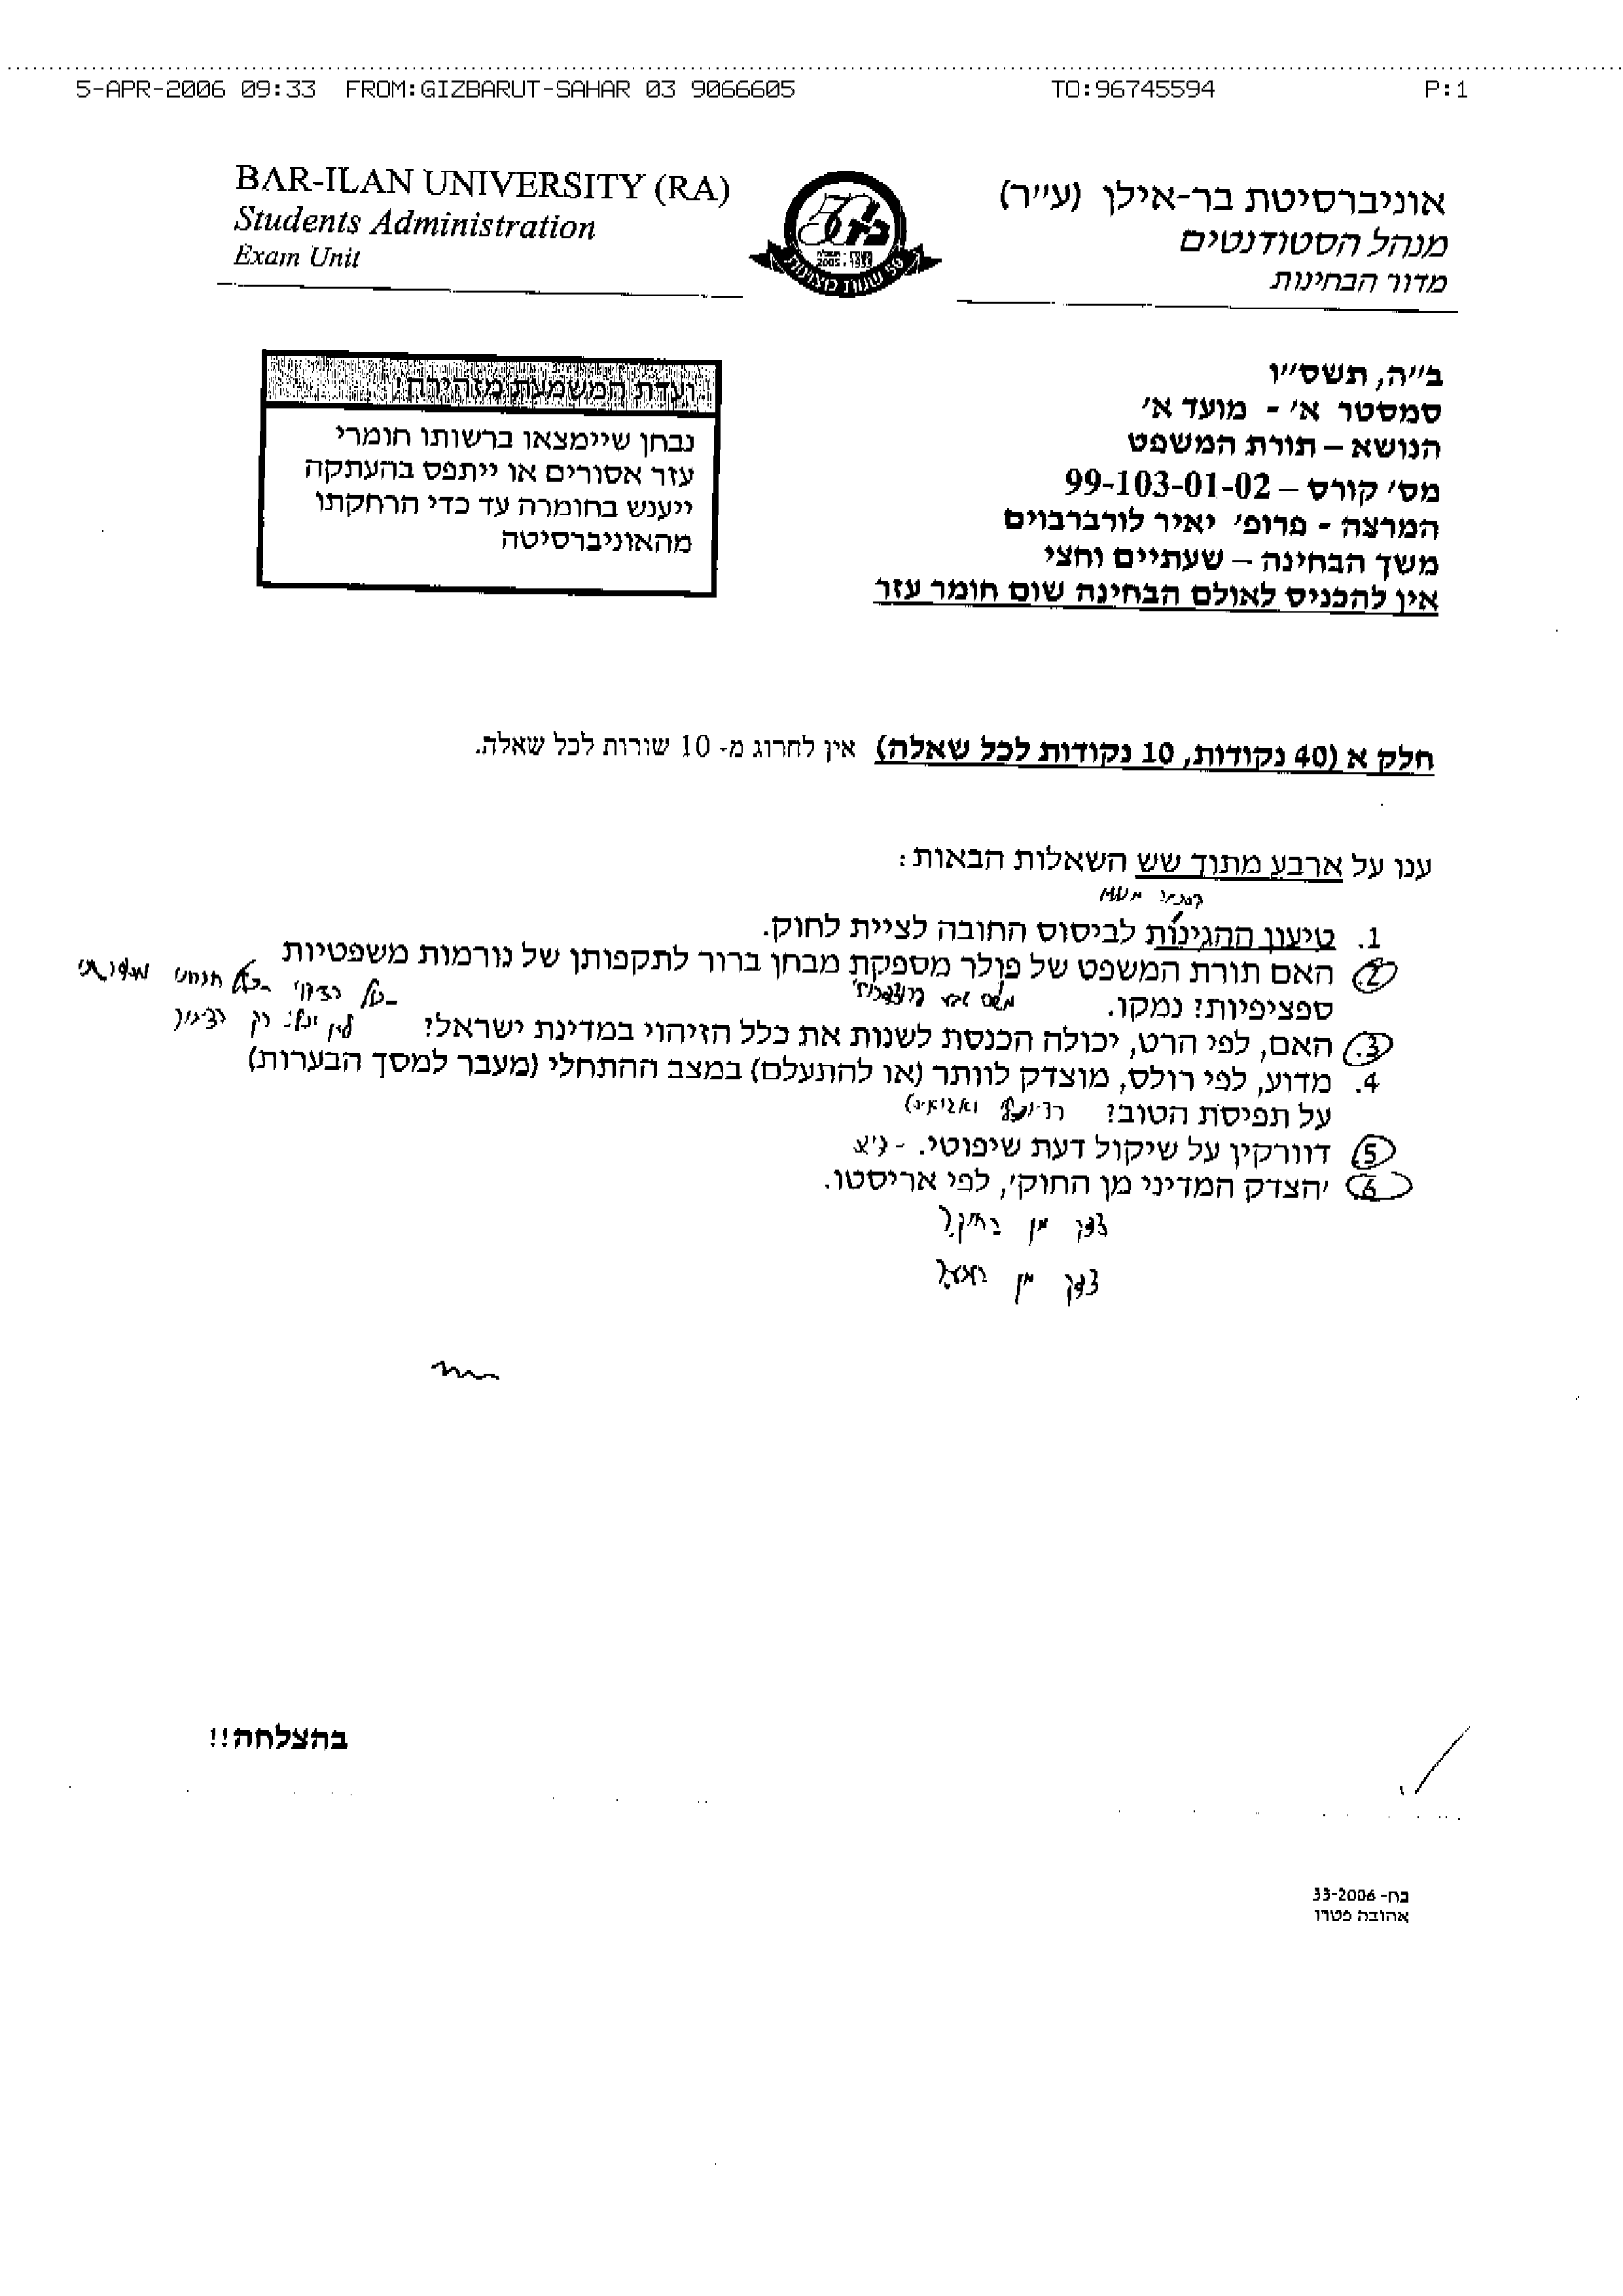 5-APR-2006 09:33 FROM:GIZBARUT-SAHAR 03 9066605 TO:96745594 P:1
BAR-ILAN UNIVERSITY (RA)
Students Administration
Exam Unit
אוניברסיטת בר-אילן (ע״ר)
מנהל הסטודנטים
מדור הבחינות
50 שנות מצוינות
ועדת המשמעת מזהירה!
נבחן שיימצאו ברשותו חומרי
עזר אסורים או ייתפס בהעתקה
ייענש בחומרה עד כדי הרחקתו
מהאוניברסיטה
ב״ה, תשס״ו
סמסטר א׳ - מועד א׳
הנושא – תורת המשפט
מס׳ קורס – 99-103-01-02
המרצה - פרופ׳ יאיר לורברבוים
משך הבחינה – שעתיים וחצי
אין להכניס לאולם הבחינה שום חומר עזר
חלק א (40 נקודות, 10 נקודות לכל שאלה) אין לחרוג מ- 10 שורות לכל שאלה.
ענו על ארבע מתוך שש השאלות הבאות:
1. טיעון ההגינות לביסוס החובה לציית לחוק.
2. האם תורת המשפט של פולר מספקת מבחן ברור לתקפותן של נורמות משפטיות
ספציפיות? נמקו.
3. האם, לפי הרט, יכולה הכנסת לשנות את כלל הזיהוי במדינת ישראל?
4. מדוע, לפי רולס, מוצדק לוותר (או להתעלם) במצב ההתחלי (מעבר למסך הבערות)
על תפיסת הטוב?
5. דוורקין על שיקול דעת שיפוטי.
6. ׳הצדק המדיני מן החוק׳, לפי אריסטו.
צדק מן
צדק מן
בהצלחה!!
בח- 33-2006
אהובה פטרו